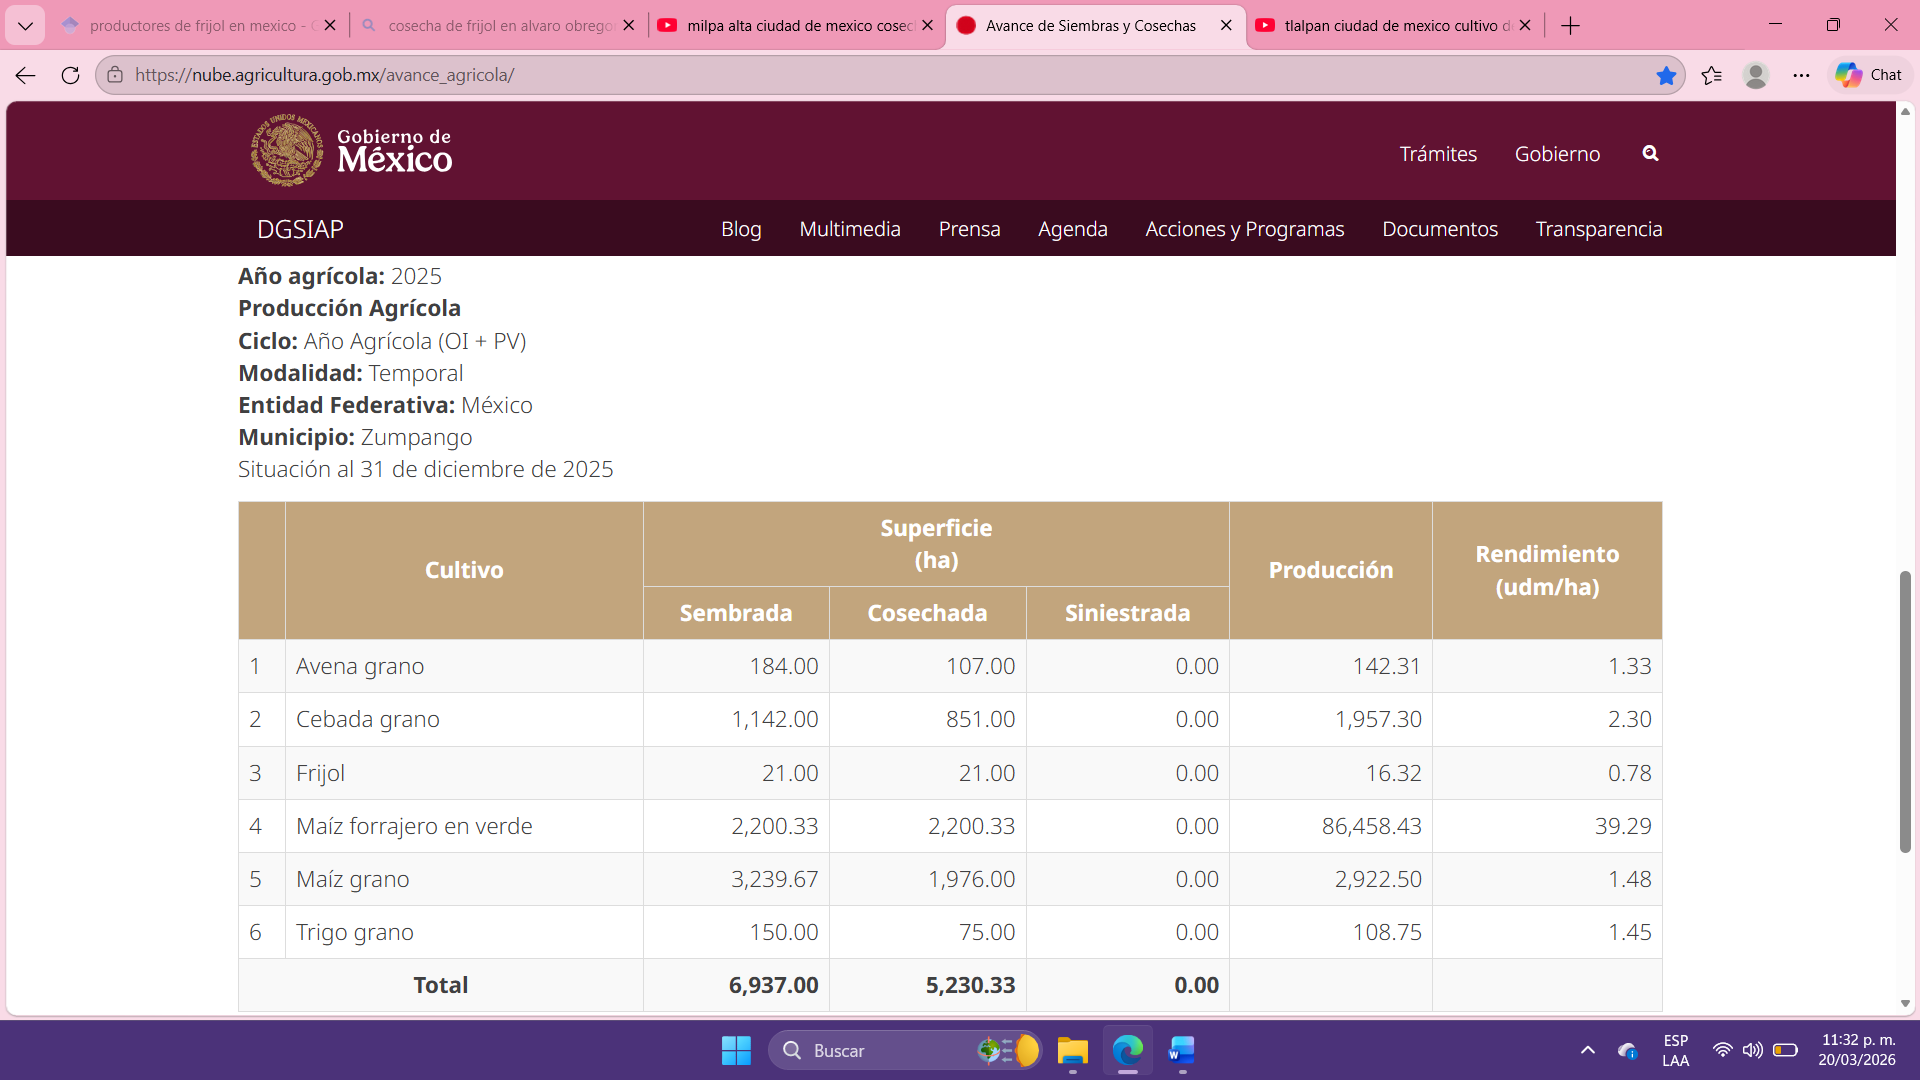 productores de frijol en mexico -
cosecha de frijol en alvaro obrego
milpa alta ciudad de mexico cosec
Avance de Siembras y Cosechas
tlalpan ciudad de mexico cultivo d
https://nube.agricultura.gob.mx/avance_agricola/
Chat
ESTADOS UNIDOS MEXICANOS
Gobierno de
México
Trámites Gobierno
DGSIAP Blog Multimedia Prensa Agenda Acciones y Programas Documentos Transparencia
Año agrícola: 2025
Producción Agrícola
Ciclo: Año Agrícola (OI + PV)
Modalidad: Temporal
Entidad Federativa: México
Municipio: Zumpango
Situación al 31 de diciembre de 2025
Cultivo
Superficie
(ha)
Producción
Rendimiento
(udm/ha)
Sembrada Cosechada Siniestrada
1 Avena grano 184.00 107.00 0.00 142.31 1.33
2 Cebada grano 1,142.00 851.00 0.00 1,957.30 2.30
3 Frijol 21.00 21.00 0.00 16.32 0.78
4 Maíz forrajero en verde 2,200.33 2,200.33 0.00 86,458.43 39.29
5 Maíz grano 3,239.67 1,976.00 0.00 2,922.50 1.48
6 Trigo grano 150.00 75.00 0.00 108.75 1.45
Total 6,937.00 5,230.33 0.00
Buscar
ESP
LAA
11:32 p. m.
20/03/2026